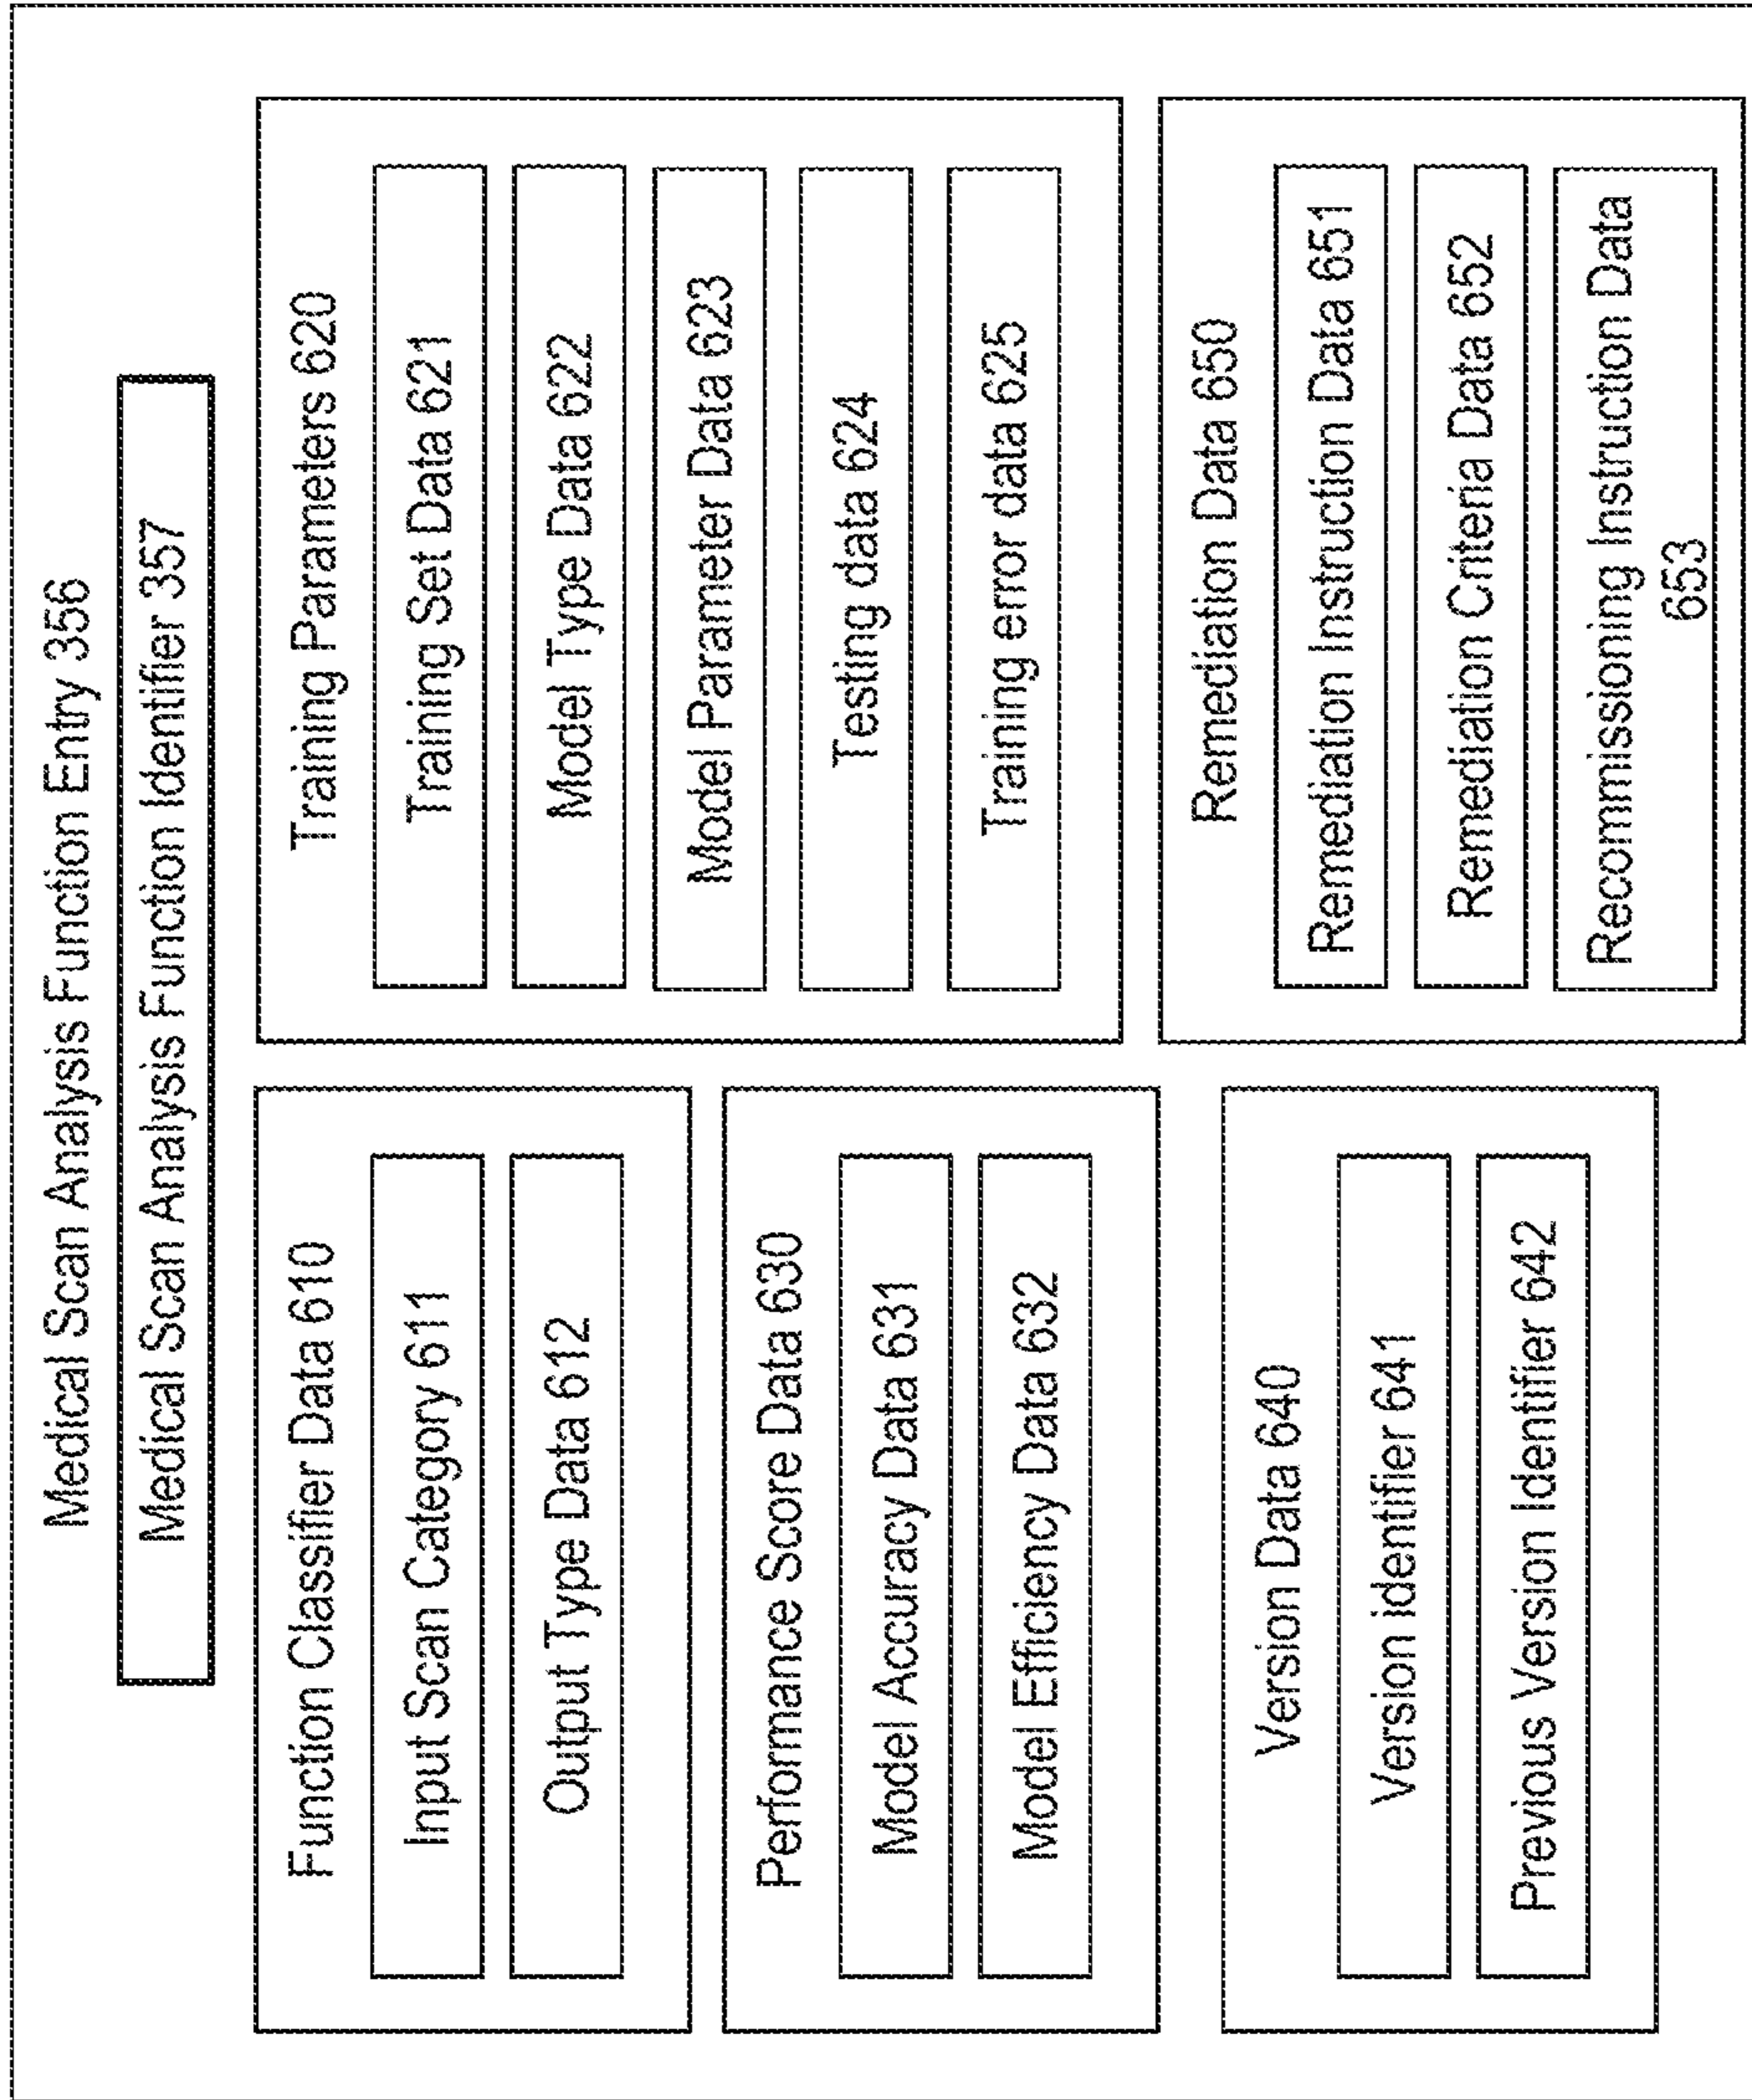 Medical Scan Analysis Function Entry 356
Medical Scan Analysis Function Identifier 357
Function Classifier Data 610
Input Scan Category 611
Output Type Data 612
Performance Score Data 630
Model Accuracy Data 631
Model Efficiency Data 632
Version Data 640
Version identifier 641
Previous Version Identifier 642
Training Parameters 620
Training Set Data 621
Model Type Data 622
Model Parameter Data 623
Testing data 624
Training error data 625
Remediation Data 650
Remediation Instruction Data 651
Remediation Criteria Data 652
Recommissioning Instruction Data
653